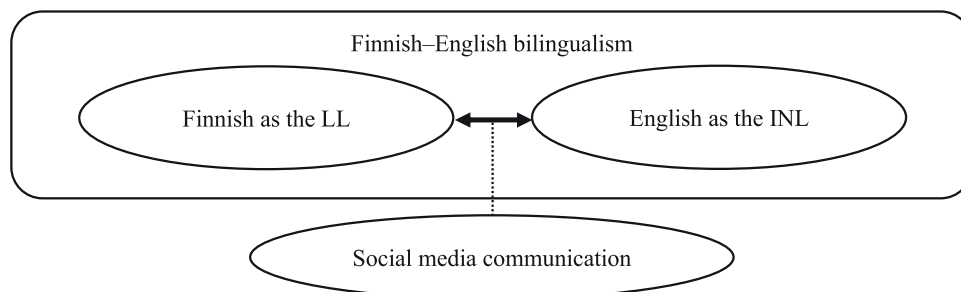 Finnish–English bilingualism
Finnish as the LL
English as the INL
Social media communication